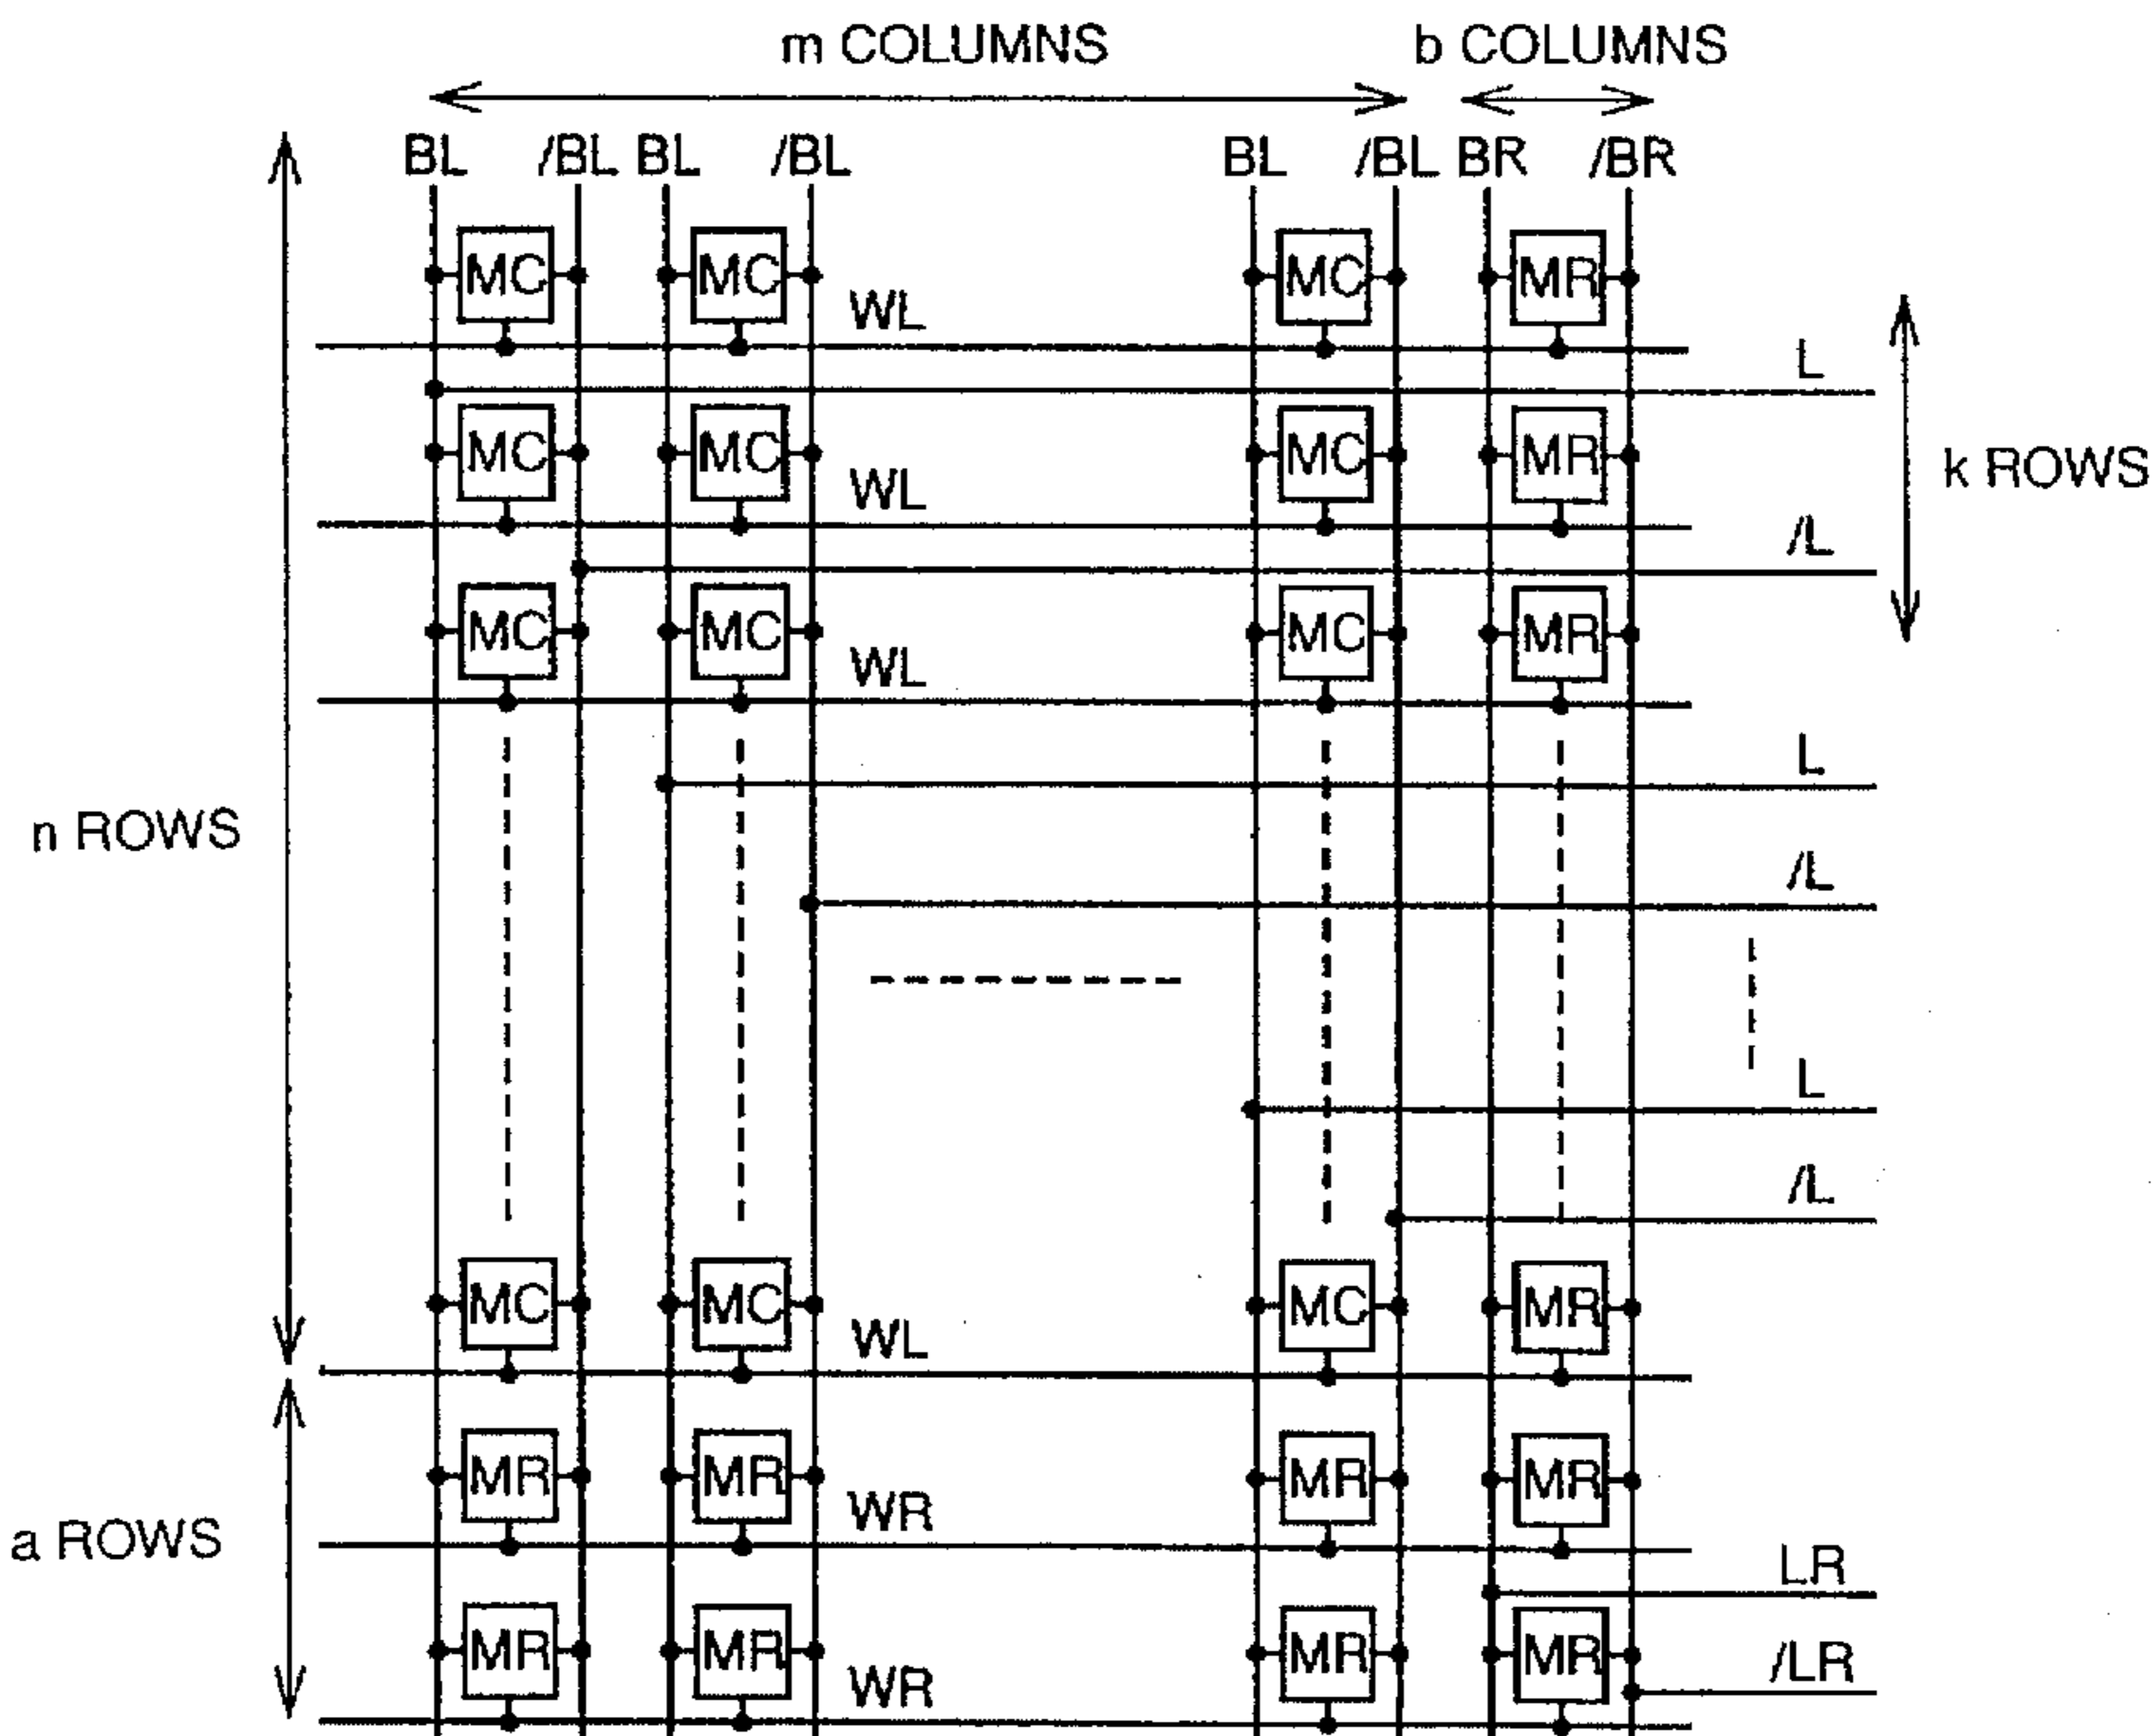 m COLUMNS b COLUMNS
BL /BL BL /BL BL /BL BR /BR
MC MC MC MR
WL
L
MC MC MC MR
k ROWS
WL
/L
MC MC MC MR
WL
L
n ROWS
/L
L
/L
MC MC MC MR
WL
MR MR MR MR
WR
a ROWS
LR
MR MR MR MR
/LR
WR